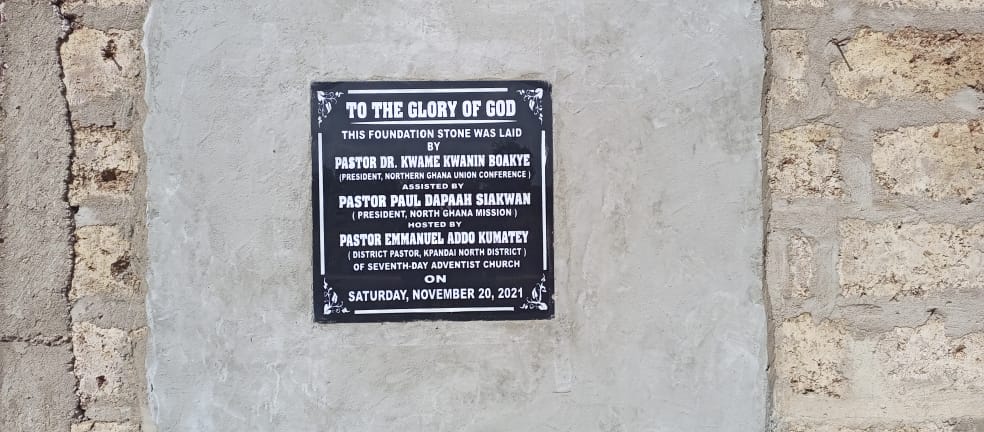 TO THE GLORY OF GOD
THIS FOUNDATION STONE WAS LAID
BY
PASTOR DR. KWAME KWANIN BOAKYE
(PRESIDENT, NORTHERN GHANA UNION CONFERENCE )
ASSISTED BY
PASTOR PAUL DAPAAH SIAKWAN
( PRESIDENT, NORTH GHANA MISSION )
HOSTED BY
PASTOR EMMANUEL ADDO KUMATEY
( DISTRICT PASTOR, KPANDAI NORTH DISTRICT )
OF SEVENTH-DAY ADVENTIST CHURCH
ON
SATURDAY, NOVEMBER 20, 2021